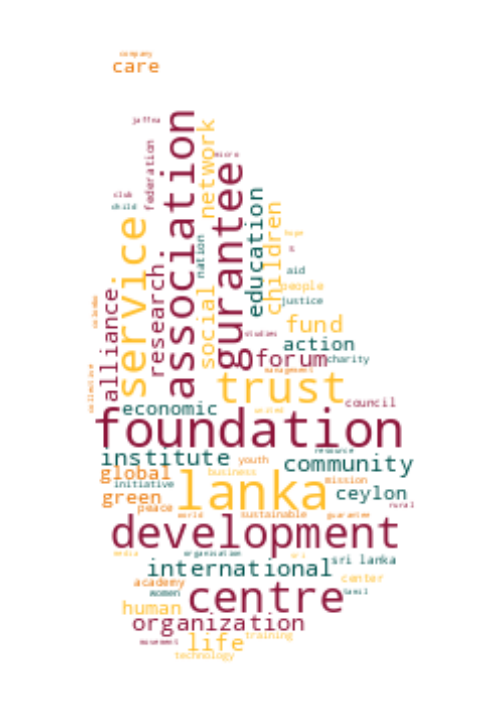 company
care
jaffna
association
network
federation
micro
gurantee
club
child
education
children
service
hope
nation
s
social
research
aid
people
alliance
colombo
justice
fund
studies
action
forum
charity
management
collective
trust
council
economic
united
foundation
institute
resource
youth
community
global
business
lanka
mission
initiative
ceylon
green
peace
rural
world
sustainable
guarantee
development
media
organisation
sri
sri lanka
international
center
academy
women
centre
tamil
human
organization
training
movement
life
technology